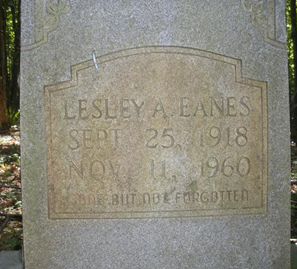 LESLEY A. EANES
SEPT. 25, 1918
NOV. 11, 1960
GONE BUT NOT FORGOTTEN